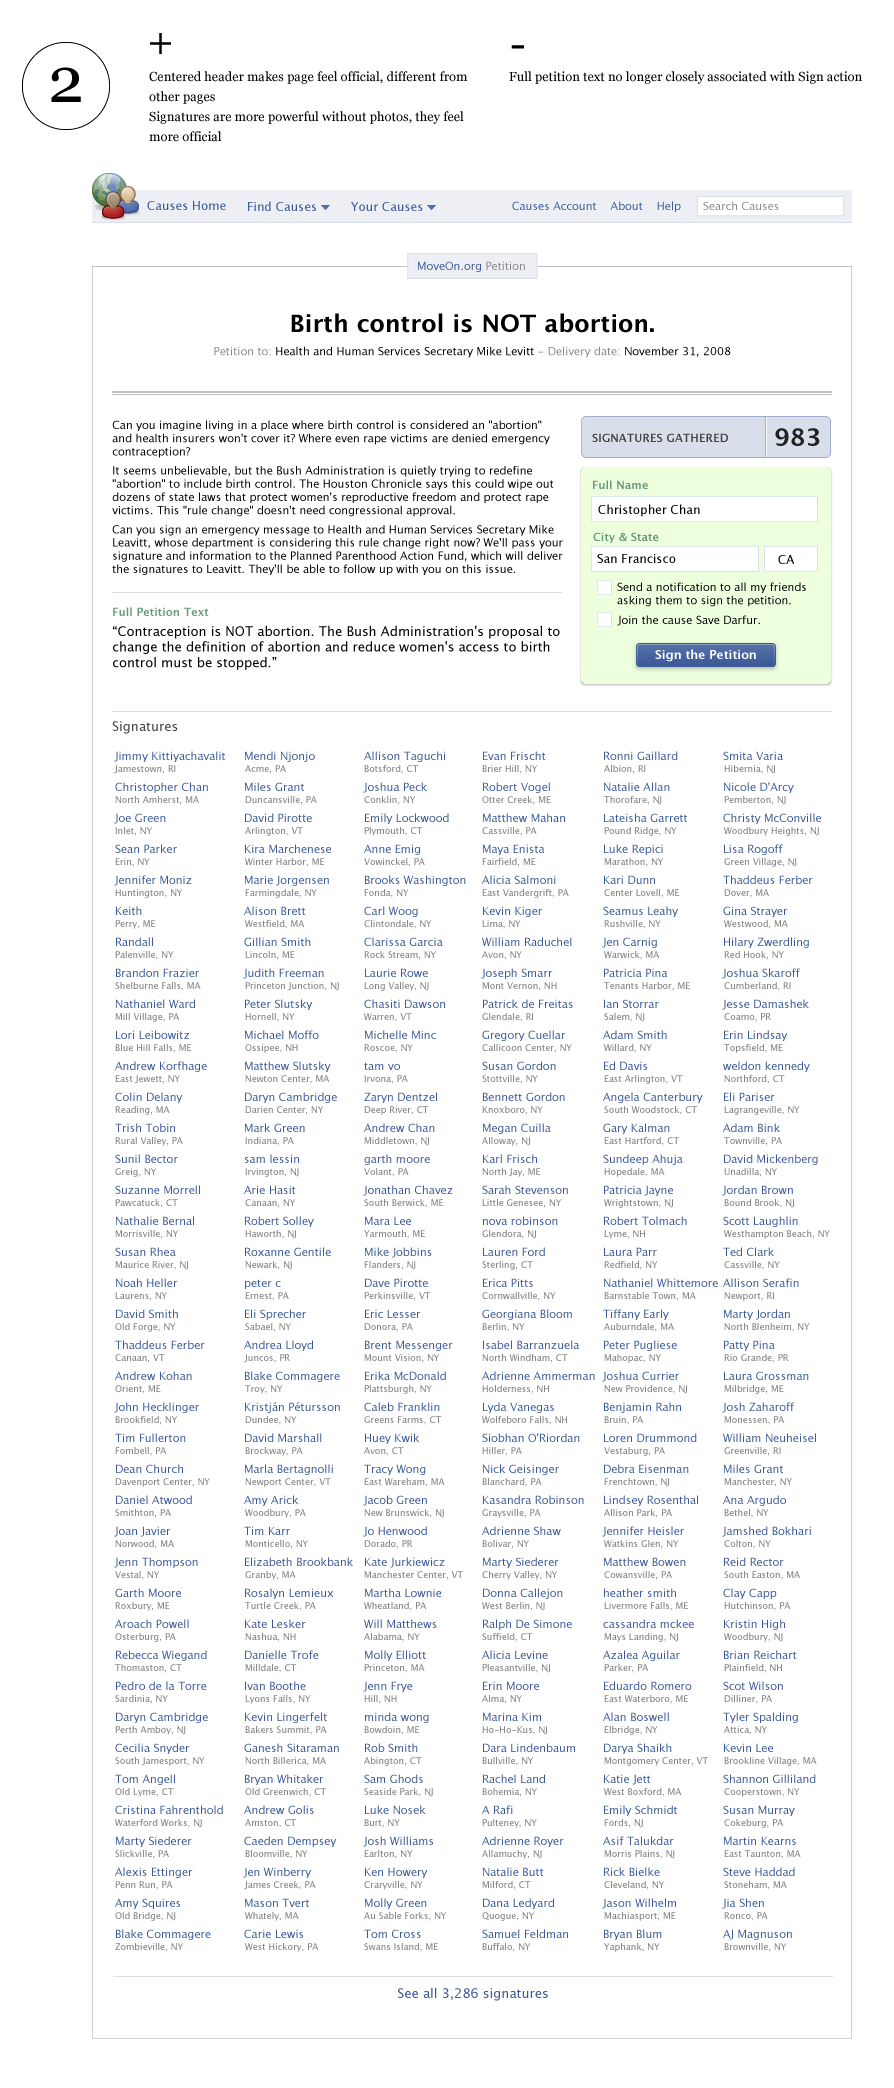 2
+
Centered header makes page feel official, different from
other pages
Signatures are more powerful without photos, they feel
more official
-
Full petition text no longer closely associated with Sign action
Causes Home Find Causes Your Causes Causes Account About Help Search Causes
MoveOn.org Petition
Birth control is NOT abortion.
Petition to: Health and Human Services Secretary Mike Levitt – Delivery date: November 31, 2008
Can you imagine living in a place where birth control is considered an "abortion"
and health insurers won't cover it? Where even rape victims are denied emergency
contraception?
It seems unbelievable, but the Bush Administration is quietly trying to redefine
"abortion" to include birth control. The Houston Chronicle says this could wipe out
dozens of state laws that protect women's reproductive freedom and protect rape
victims. This "rule change" doesn't need congressional approval.
Can you sign an emergency message to Health and Human Services Secretary Mike
Leavitt, whose department is considering this rule change right now? We'll pass your
signature and information to the Planned Parenthood Action Fund, which will deliver
the signatures to Leavitt. They'll be able to follow up with you on this issue.
Full Petition Text
“Contraception is NOT abortion. The Bush Administration's proposal to
change the definition of abortion and reduce women's access to birth
control must be stopped.”
SIGNATURES GATHERED 983
Full Name
Christopher Chan
City & State
San Francisco CA
Send a notification to all my friends
asking them to sign the petition.
Join the cause Save Darfur.
Sign the Petition
Signatures
Jimmy Kittiyachavalit Mendi Njonjo Allison Taguchi Evan Frischt Ronni Gaillard Smita Varia
Jamestown, RI Acme, PA Botsford, CT Brier Hill, NY Albion, RI Hibernia, NJ
Christopher Chan Miles Grant Joshua Peck Robert Vogel Natalie Allan Nicole D'Arcy
North Amherst, MA Duncansville, PA Conklin, NY Otter Creek, ME Thorofare, NJ Pemberton, NJ
Joe Green David Pirotte Emily Lockwood Matthew Mahan Lateisha Garrett Christy McConville
Inlet, NY Arlington, VT Plymouth, CT Cassville, PA Pound Ridge, NY Woodbury Heights, NJ
Sean Parker Kira Marchenese Anne Emig Maya Enista Luke Repici Lisa Rogoff
Erin, NY Winter Harbor, ME Vowinckel, PA Fairfield, ME Marathon, NY Green Village, NJ
Jennifer Moniz Marie Jorgensen Brooks Washington Alicia Salmoni Kari Dunn Thaddeus Ferber
Huntington, NY Farmingdale, NY Fonda, NY East Vandergrift, PA Center Lovell, ME Dover, MA
Keith Alison Brett Carl Woog Kevin Kiger Seamus Leahy Gina Strayer
Perry, ME Westfield, MA Clintondale, NY Lima, NY Rushville, NY Westwood, MA
Randall Gillian Smith Clarissa Garcia William Raduchel Jen Carnig Hilary Zwerdling
Palenville, NY Lincoln, ME Rock Stream, NY Avon, NY Warwick, MA Red Hook, NY
Brandon Frazier Judith Freeman Laurie Rowe Joseph Smarr Patricia Pina Joshua Skaroff
Shelburne Falls, MA Princeton Junction, NJ Long Valley, NJ Mont Vernon, NH Tenants Harbor, ME Cumberland, RI
Nathaniel Ward Peter Slutsky Chasiti Dawson Patrick de Freitas Ian Storrar Jesse Damashek
Mill Village, PA Hornell, NY Warren, VT Glendale, RI Salem, NJ Coamo, PR
Lori Leibowitz Michael Moffo Michelle Minc Gregory Cuellar Adam Smith Erin Lindsay
Blue Hill Falls, ME Ossipee, NH Roscoe, NY Callicoon Center, NY Willard, NY Topsfield, ME
Andrew Korfhage Matthew Slutsky tam vo Susan Gordon Ed Davis weldon kennedy
East Jewett, NY Newton Center, MA Irvona, PA Stottville, NY East Arlington, VT Northford, CT
Colin Delany Daryn Cambridge Zaryn Dentzel Bennett Gordon Angela Canterbury Eli Pariser
Reading, MA Darien Center, NY Deep River, CT Knoxboro, NY South Woodstock, CT Lagrangeville, NY
Trish Tobin Mark Green Andrew Chan Megan Cuilla Gary Kalman Adam Bink
Rural Valley, PA Indiana, PA Middletown, NJ Alloway, NJ East Hartford, CT Townville, PA
Sunil Bector sam lessin garth moore Karl Frisch Sundeep Ahuja David Mickenberg
Greig, NY Irvington, NJ Volant, PA North Jay, ME Hopedale, MA Unadilla, NY
Suzanne Morrell Arie Hasit Jonathan Chavez Sarah Stevenson Patricia Jayne Jordan Brown
Pawcatuck, CT Canaan, NY South Berwick, ME Little Genesee, NY Wrightstown, NJ Bound Brook, NJ
Nathalie Bernal Robert Solley Mara Lee nova robinson Robert Tolmach Scott Laughlin
Morrisville, NY Haworth, NJ Yarmouth, ME Glendora, NJ Lyme, NH Westhampton Beach, NY
Susan Rhea Roxanne Gentile Mike Jobbins Lauren Ford Laura Parr Ted Clark
Maurice River, NJ Newark, NJ Flanders, NJ Sterling, CT Redfield, NY Cassville, NY
Noah Heller peter c Dave Pirotte Erica Pitts Nathaniel Whittemore Allison Serafin
Laurens, NY Ernest, PA Perkinsville, VT Cornwallville, NY Barnstable Town, MA Newport, RI
David Smith Eli Sprecher Eric Lesser Georgiana Bloom Tiffany Early Marty Jordan
Old Forge, NY Sabael, NY Donora, PA Berlin, NY Auburndale, MA North Blenheim, NY
Thaddeus Ferber Andrea Lloyd Brent Messenger Isabel Barranzuela Peter Pugliese Patty Pina
Canaan, VT Juncos, PR Mount Vision, NY North Windham, CT Mahopac, NY Rio Grande, PR
Andrew Kohan Blake Commagere Erika McDonald Adrienne Ammerman Joshua Currier Laura Grossman
Orient, ME Troy, NY Plattsburgh, NY Holderness, NH New Providence, NJ Milbridge, ME
John Hecklinger Kristján Pétursson Caleb Franklin Lyda Vanegas Benjamin Rahn Josh Zaharoff
Brookfield, NY Dundee, NY Greens Farms, CT Wolfeboro Falls, NH Bruin, PA Monessen, PA
Tim Fullerton David Marshall Huey Kwik Siobhan O'Riordan Loren Drummond William Neuheisel
Fombell, PA Brockway, PA Avon, CT Hiller, PA Vestaburg, PA Greenville, RI
Dean Church Marla Bertagnolli Tracy Wong Nick Geisinger Debra Eisenman Miles Grant
Davenport Center, NY Newport Center, VT East Wareham, MA Blanchard, PA Frenchtown, NJ Manchester, NY
Daniel Atwood Amy Arick Jacob Green Kasandra Robinson Lindsey Rosenthal Ana Argudo
Smithton, PA Woodbury, PA New Brunswick, NJ Graysville, PA Allison Park, PA Bethel, NY
Joan Javier Tim Karr Jo Henwood Adrienne Shaw Jennifer Heisler Jamshed Bokhari
Norwood, MA Monticello, NY Dorado, PR Bolivar, NY Watkins Glen, NY Colton, NY
Jenn Thompson Elizabeth Brookbank Kate Jurkiewicz Marty Siederer Matthew Bowen Reid Rector
Vestal, NY Granby, MA Manchester Center, VT Cherry Valley, NY Cowansville, PA South Easton, MA
Garth Moore Rosalyn Lemieux Martha Lownie Donna Callejon heather smith Clay Capp
Roxbury, ME Turtle Creek, PA Wheatland, PA West Berlin, NJ Livermore Falls, ME Hutchinson, PA
Aroach Powell Kate Lesker Will Matthews Ralph De Simone cassandra mckee Kristin High
Osterburg, PA Nashua, NH Alabama, NY Suffield, CT Mays Landing, NJ Woodbury, NJ
Rebecca Wiegand Danielle Trofe Molly Elliott Alicia Levine Azalea Aguilar Brian Reichart
Thomaston, CT Milldale, CT Princeton, MA Pleasantville, NJ Parker, PA Plainfield, NH
Pedro de la Torre Ivan Boothe Jenn Frye Erin Moore Eduardo Romero Scot Wilson
Sardinia, NY Lyons Falls, NY Hill, NH Alma, NY East Waterboro, ME Dilliner, PA
Daryn Cambridge Kevin Lingerfelt minda wong Marina Kim Alan Boswell Tyler Spalding
Perth Amboy, NJ Bakers Summit, PA Bowdoin, ME Ho-Ho-Kus, NJ Elbridge, NY Attica, NY
Cecilia Snyder Ganesh Sitaraman Rob Smith Dara Lindenbaum Darya Shaikh Kevin Lee
South Jamesport, NY North Billerica, MA Abington, CT Bullville, NY Montgomery Center, VT Brookline Village, MA
Tom Angell Bryan Whitaker Sam Ghods Rachel Land Katie Jett Shannon Gilliland
Old Lyme, CT Old Greenwich, CT Seaside Park, NJ Bohemia, NY West Boxford, MA Cooperstown, NY
Cristina Fahrenthold Andrew Golis Luke Nosek A Rafi Emily Schmidt Susan Murray
Waterford Works, NJ Amston, CT Burt, NY Pulteney, NY Fords, NJ Cokeburg, PA
Marty Siederer Caeden Dempsey Josh Williams Adrienne Royer Asif Talukdar Martin Kearns
Slickville, PA Bloomville, NY Earlton, NY Allamuchy, NJ Morris Plains, NJ East Taunton, MA
Alexis Ettinger Jen Winberry Ken Howery Natalie Butt Rick Bielke Steve Haddad
Penn Run, PA James Creek, PA Craryville, NY Milford, CT Cleveland, NY Stoneham, MA
Amy Squires Mason Tvert Molly Green Dana Ledyard Jason Wilhelm Jia Shen
Old Bridge, NJ Whately, MA Au Sable Forks, NY Quogue, NY Machiasport, ME Ronco, PA
Blake Commagere Carie Lewis Tom Cross Samuel Feldman Bryan Blum AJ Magnuson
Zombieville, NY West Hickory, PA Swans Island, ME Buffalo, NY Yaphank, NY Brownville, NY
See all 3,286 signatures